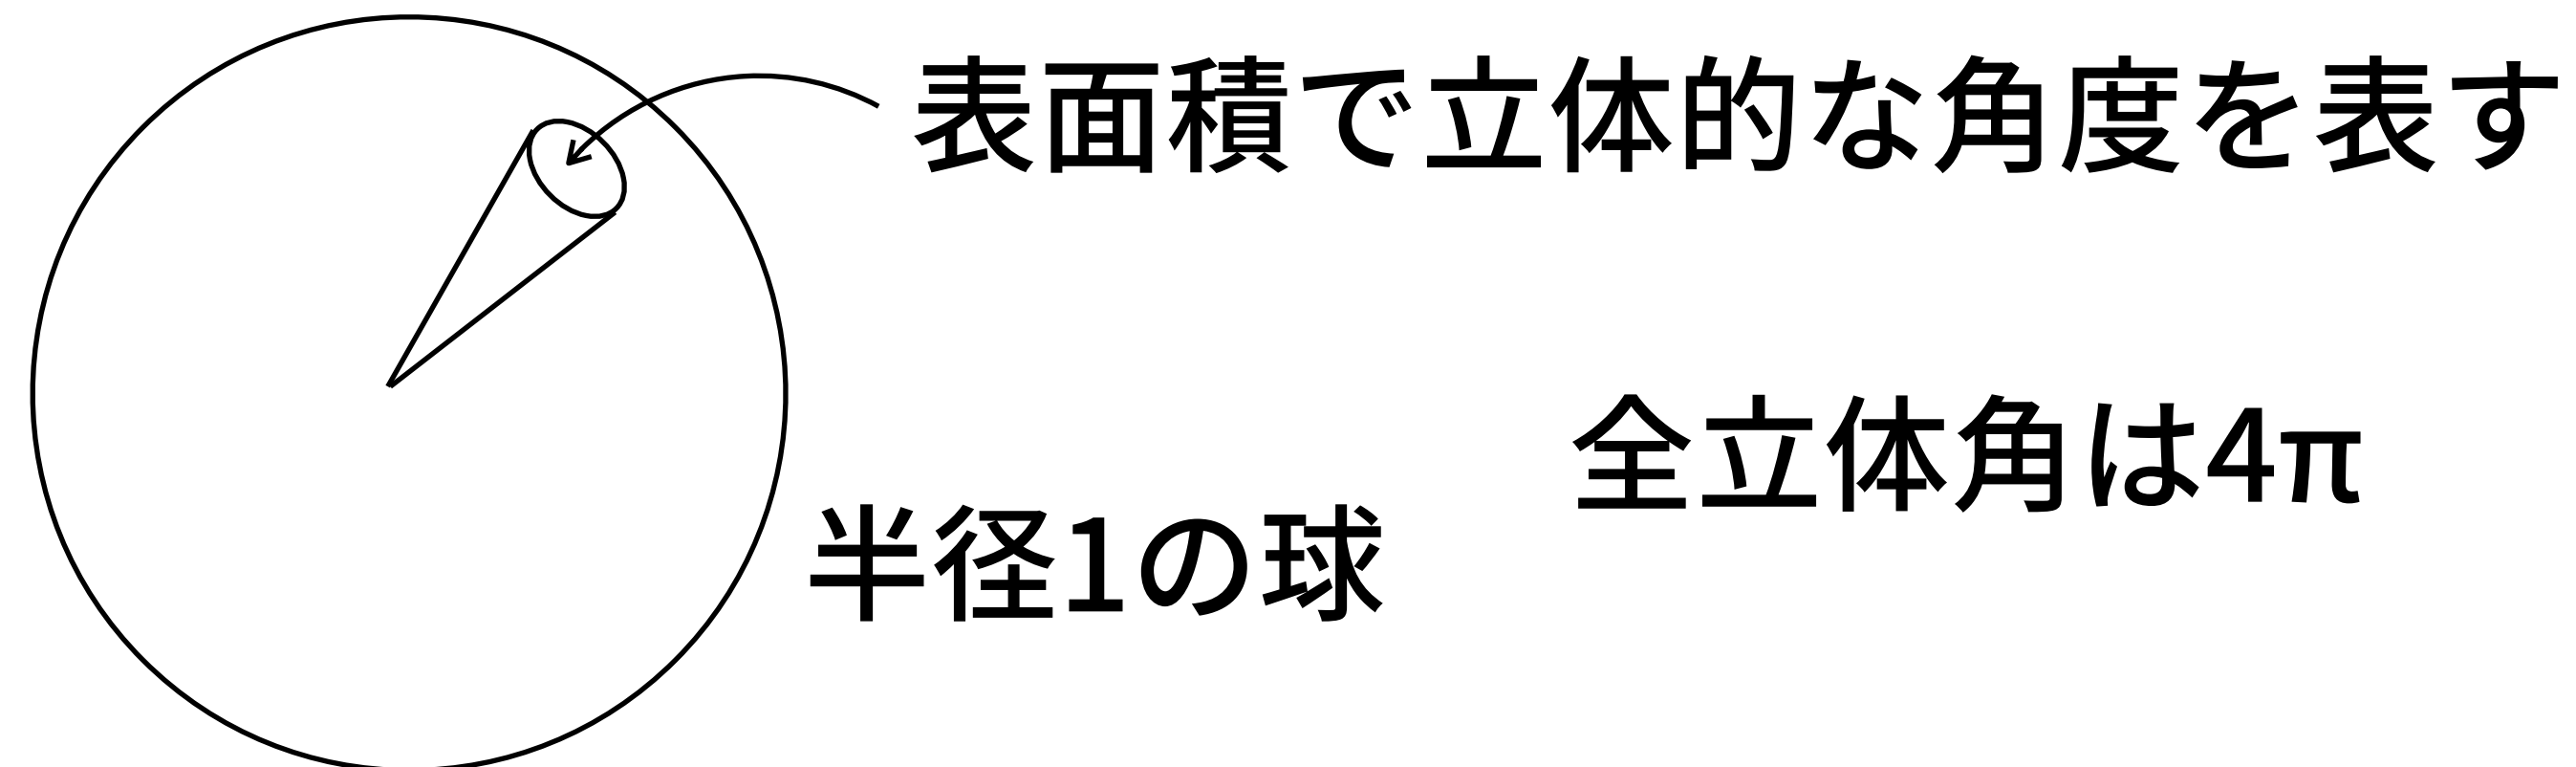 表面積で立体的な角度を表す
全立体角は4π
半径1の球